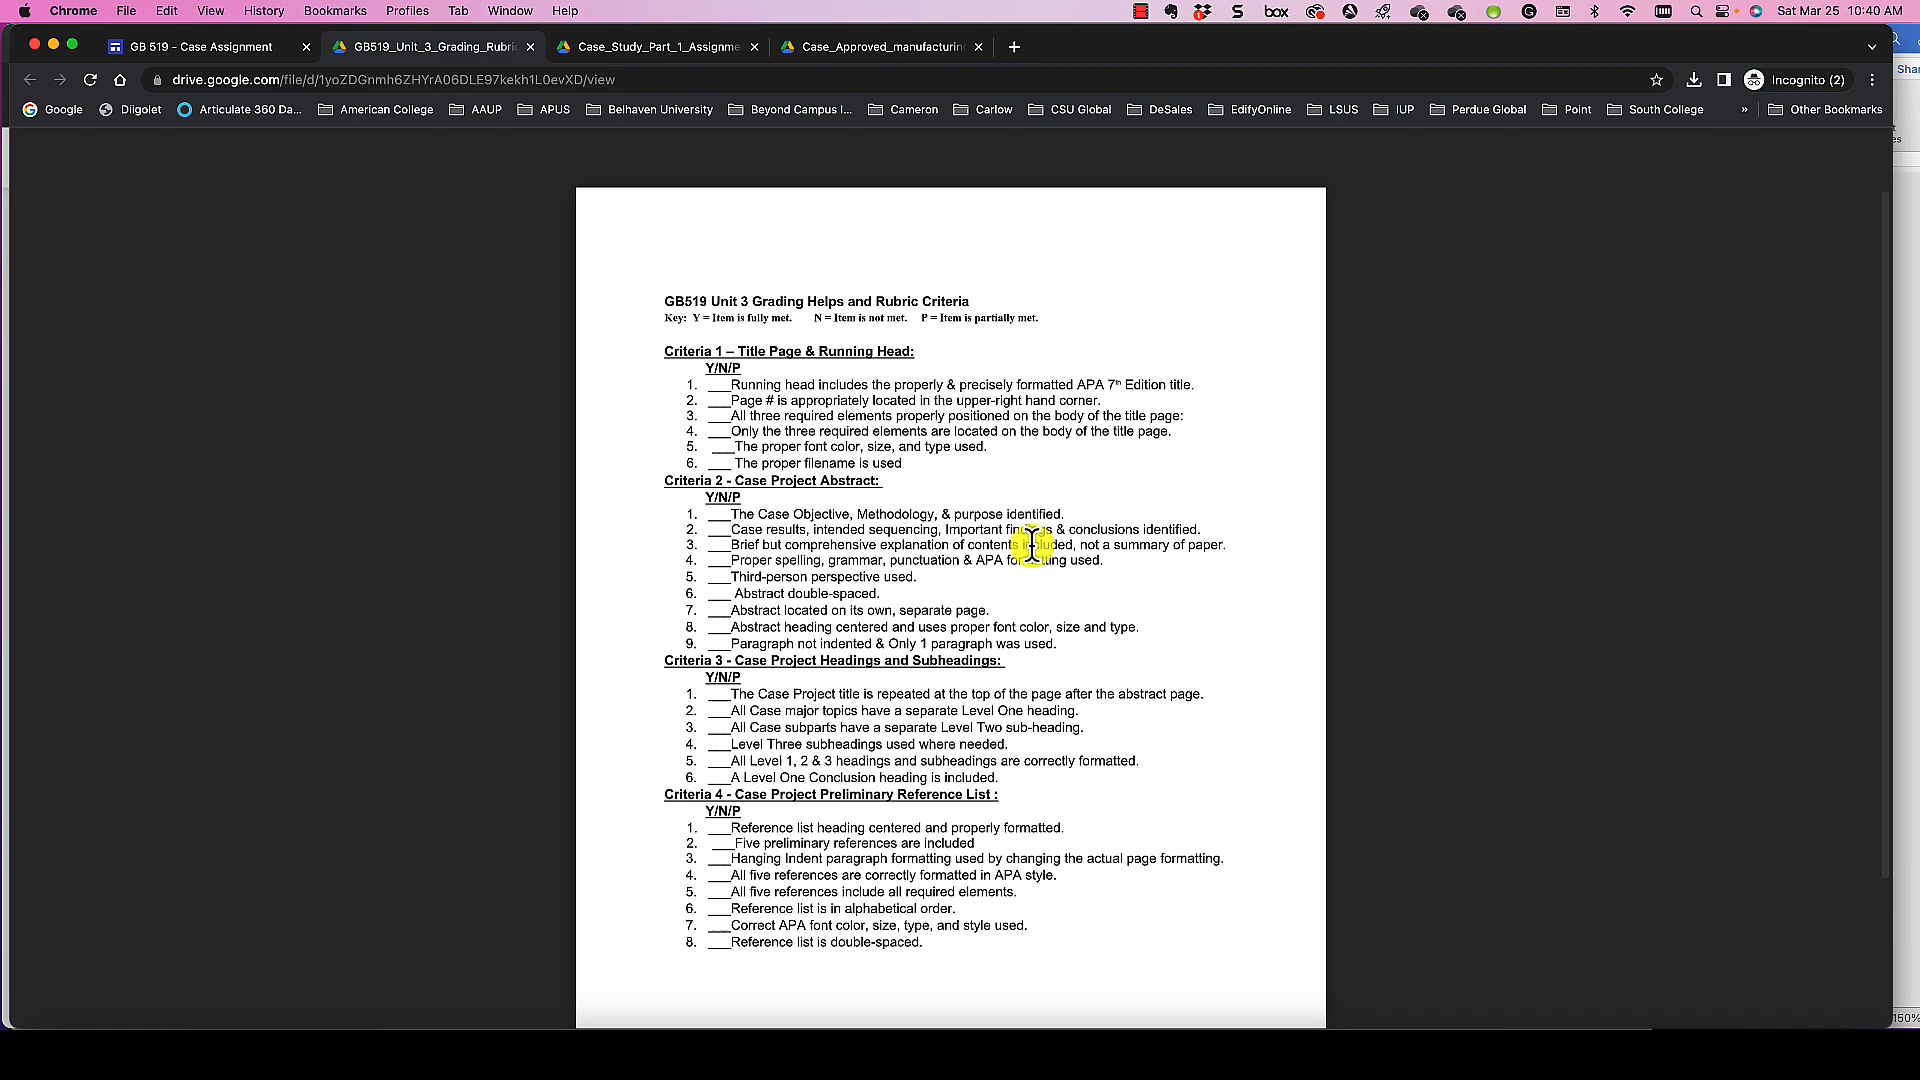 Chrome File Edit View History Bookmarks Profiles Tab Window Help box Sat Mar 25 10:40 AM
GB 519 - Case Assignment GB519_Unit_3_Grading_Rubri Case_Study_Part_1_Assignme Case_Approved_manufacturing
drive.google.com/file/d/1yoZDGnmh6ZHYrA06DLE97kekh1L0evXD/view Incognito (2)
Google Diigolet Articulate 360 Da... American College AAUP APUS Belhaven University Beyond Campus I... Cameron Carlow CSU Global DeSales EdifyOnline LSUS IUP Perdue Global Point South College » Other Bookmarks
GB519 Unit 3 Grading Helps and Rubric Criteria
Key: Y = Item is fully met. N = Item is not met. P = Item is partially met.
Criteria 1 – Title Page & Running Head:
Y/N/P
1. ___Running head includes the properly & precisely formatted APA 7th Edition title.
2. ___Page # is appropriately located in the upper-right hand corner.
3. ___All three required elements properly positioned on the body of the title page:
4. ___Only the three required elements are located on the body of the title page.
5. ___The proper font color, size, and type used.
6. ___ The proper filename is used
Criteria 2 - Case Project Abstract:
Y/N/P
1. ___The Case Objective, Methodology, & purpose identified.
2. ___Case results, intended sequencing, Important findings & conclusions identified.
3. ___Brief but comprehensive explanation of contents included, not a summary of paper.
4. ___Proper spelling, grammar, punctuation & APA formatting used.
5. ___Third-person perspective used.
6. ___ Abstract double-spaced.
7. ___Abstract located on its own, separate page.
8. ___Abstract heading centered and uses proper font color, size and type.
9. ___Paragraph not indented & Only 1 paragraph was used.
Criteria 3 - Case Project Headings and Subheadings:
Y/N/P
1. ___The Case Project title is repeated at the top of the page after the abstract page.
2. ___All Case major topics have a separate Level One heading.
3. ___All Case subparts have a separate Level Two sub-heading.
4. ___Level Three subheadings used where needed.
5. ___All Level 1, 2 & 3 headings and subheadings are correctly formatted.
6. ___A Level One Conclusion heading is included.
Criteria 4 - Case Project Preliminary Reference List :
Y/N/P
1. ___Reference list heading centered and properly formatted.
2. ___Five preliminary references are included
3. ___Hanging Indent paragraph formatting used by changing the actual page formatting.
4. ___All five references are correctly formatted in APA style.
5. ___All five references include all required elements.
6. ___Reference list is in alphabetical order.
7. ___Correct APA font color, size, type, and style used.
8. ___Reference list is double-spaced.
150%